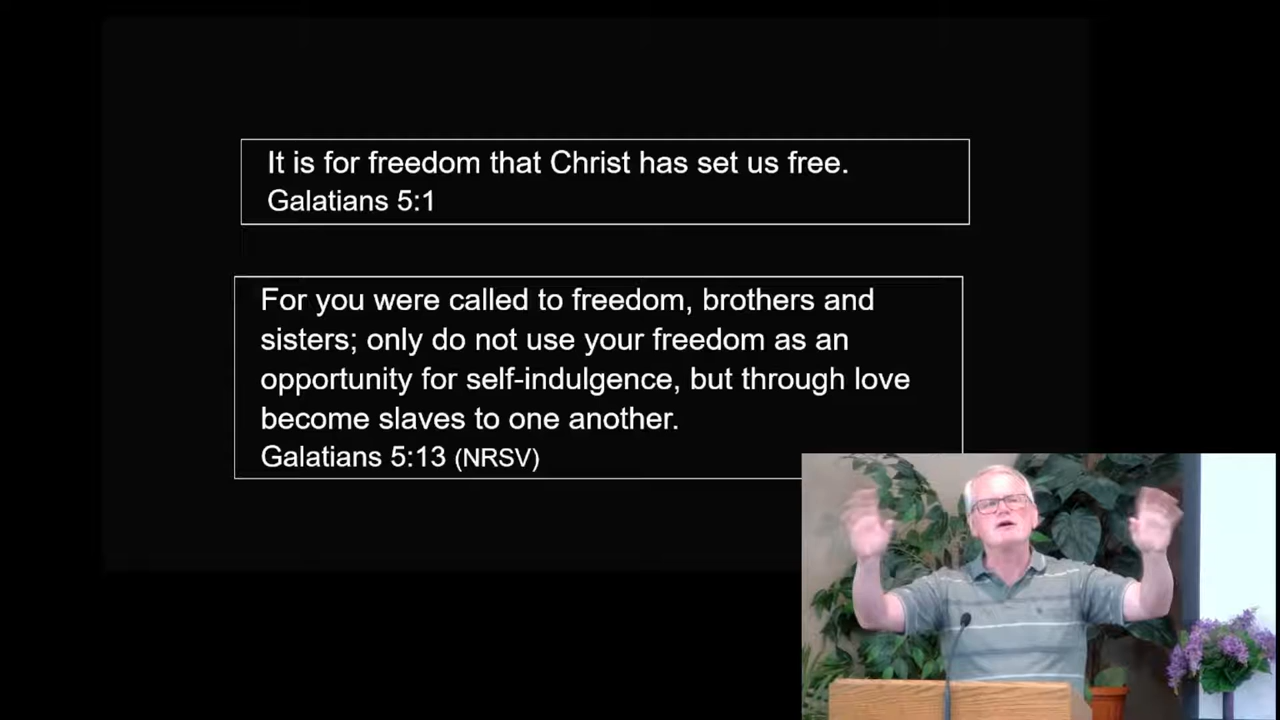 It is for freedom that Christ has set us free.
Galatians 5:1
For you were called to freedom, brothers and
sisters; only do not use your freedom as an
opportunity for self-indulgence, but through love
become slaves to one another.
Galatians 5:13 (NRSV)